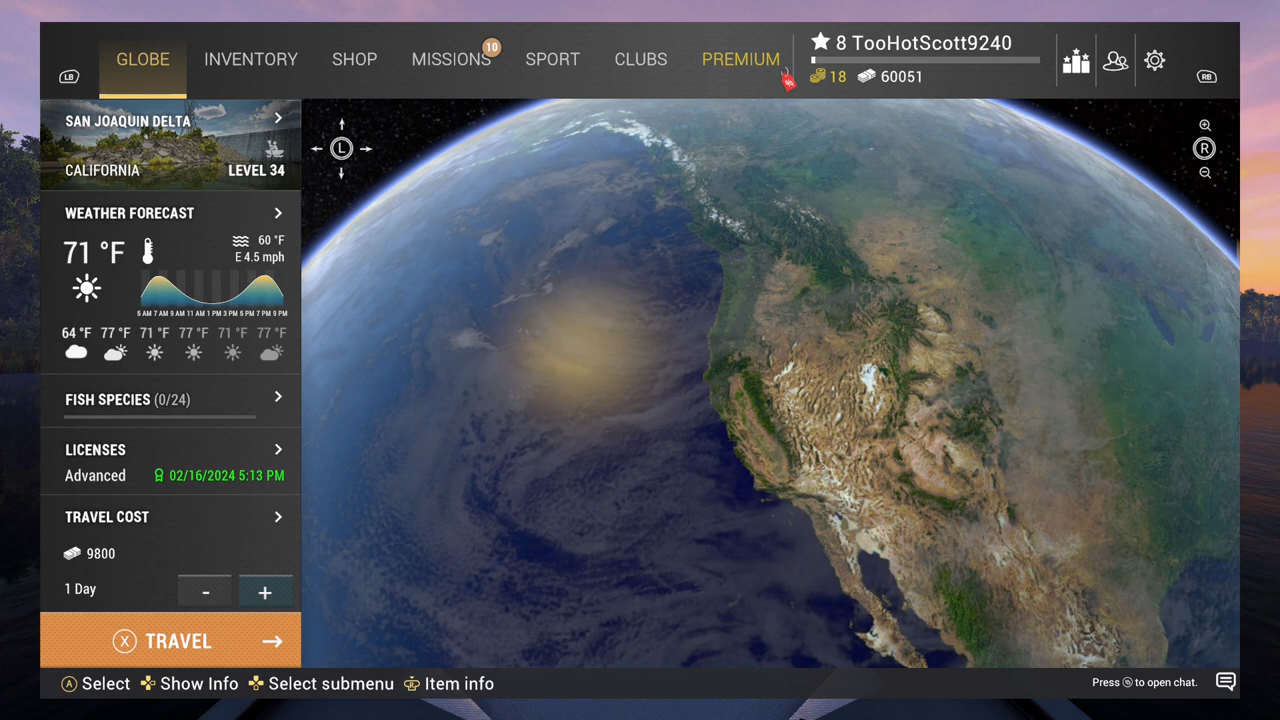 LB
GLOBE
INVENTORY
SHOP
MISSIONS
10
SPORT
CLUBS
PREMIUM
%
8 TooHotScott9240
18
60051
RB
SAN JOAQUIN DELTA
CALIFORNIA
LEVEL 34
WEATHER FORECAST
71 °F
60 °F
E 4.5 mph
5 AM 7 AM 9 AM 11 AM 1 PM 3 PM 5 PM 7 PM 9 PM
64 °F 77 °F 71 °F 77 °F 71 °F 77 °F
FISH SPECIES (0/24)
LICENSES
Advanced
02/16/2024 5:13 PM
TRAVEL COST
9800
1 Day
- +
X TRAVEL
L
R
A Select
Show Info
Select submenu
R Item info
Press to open chat.